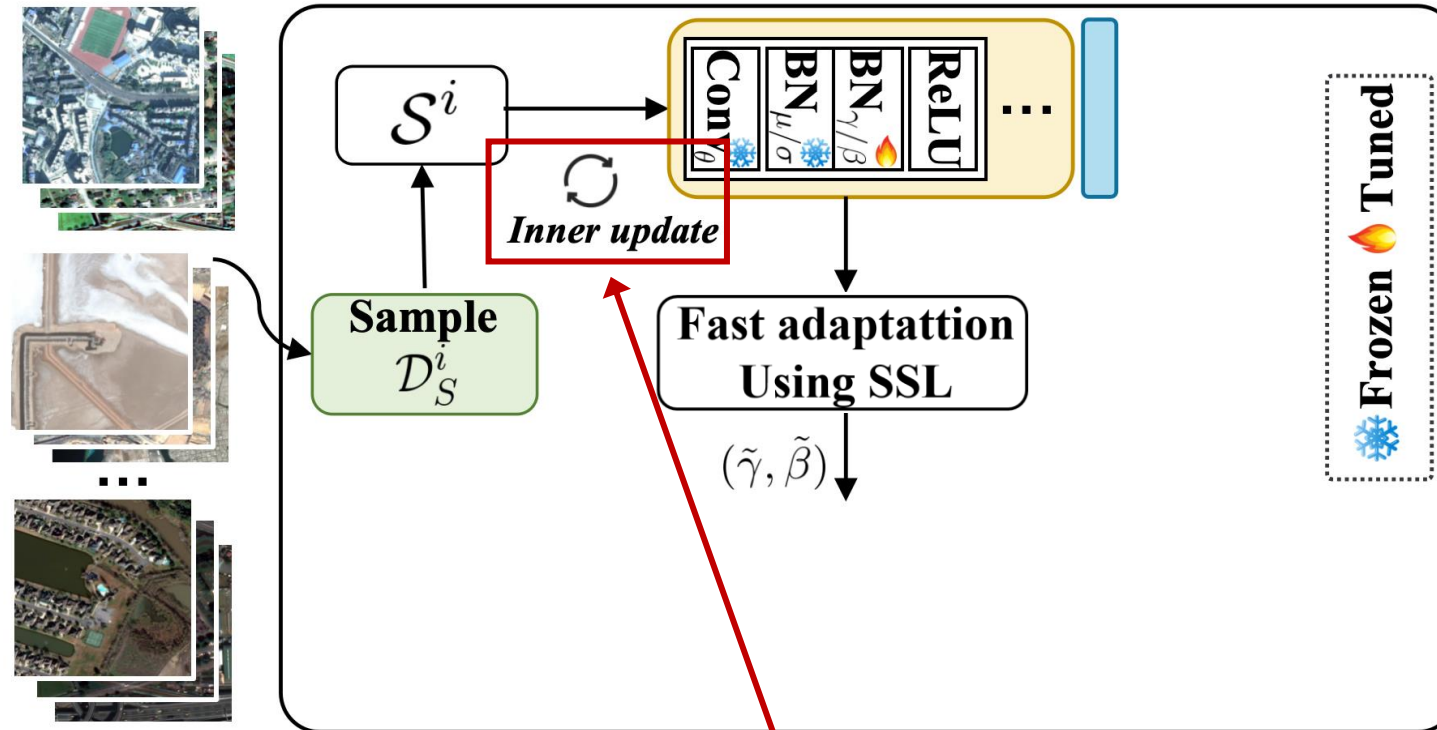 𝒮^i
Conv θ
BN μ/σ
BN γ/β
ReLU
...
Inner update
Sample
𝒟_S^i
Fast adaptattion
Using SSL
(γ̃, β̃)
...
Frozen Tuned